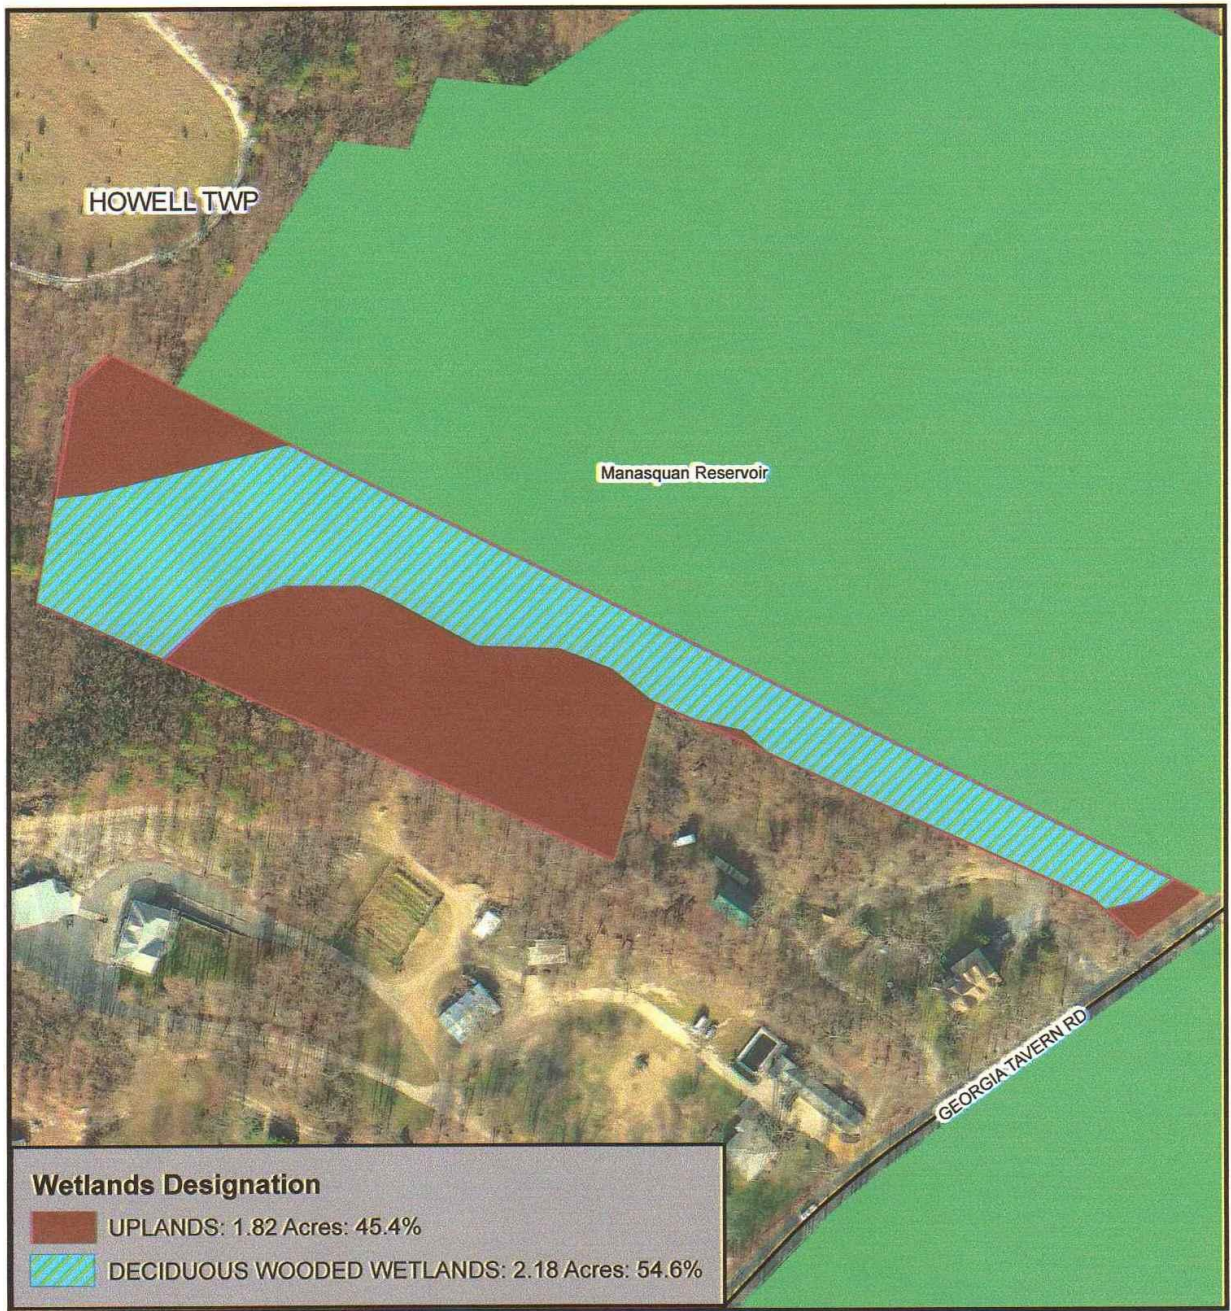 HOWELL TWP
Manasquan Reservoir
GEORGIA TAVERN RD
Wetlands Designation
UPLANDS: 1.82 Acres: 45.4%
DECIDUOUS WOODED WETLANDS: 2.18 Acres: 54.6%